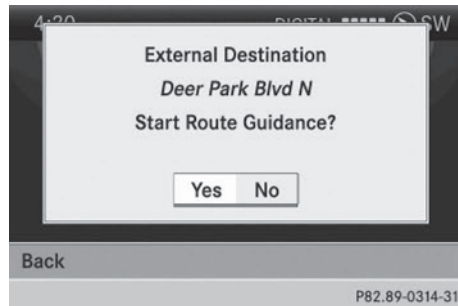 4:20 DIGITAL SW
External Destination
Deer Park Blvd N
Start Route Guidance?
Yes No
Back
P82.89-0314-31